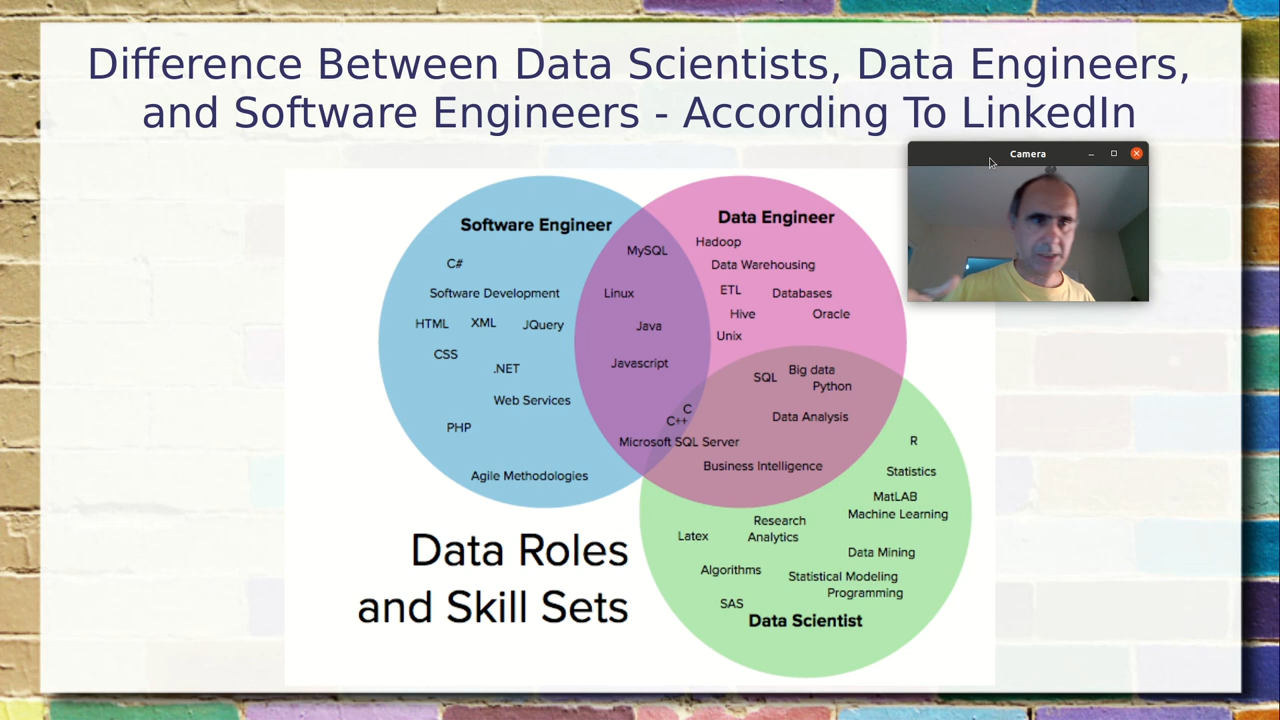 Difference Between Data Scientists, Data Engineers,
and Software Engineers - According To LinkedIn
Camera
Software Engineer
C#
Software Development
HTML XML JQuery
CSS
.NET
Web Services
PHP
Agile Methodologies
MySQL
Linux
Java
Javascript
C
C++
Microsoft SQL Server
Data Engineer
Hadoop
Data Warehousing
ETL Databases
Hive Oracle
Unix
SQL Big data
Python
Data Analysis
Business Intelligence
R
Statistics
MatLAB
Machine Learning
Research
Latex Analytics
Data Mining
Algorithms Statistical Modeling
Programming
SAS
Data Scientist
Data Roles
and Skill Sets